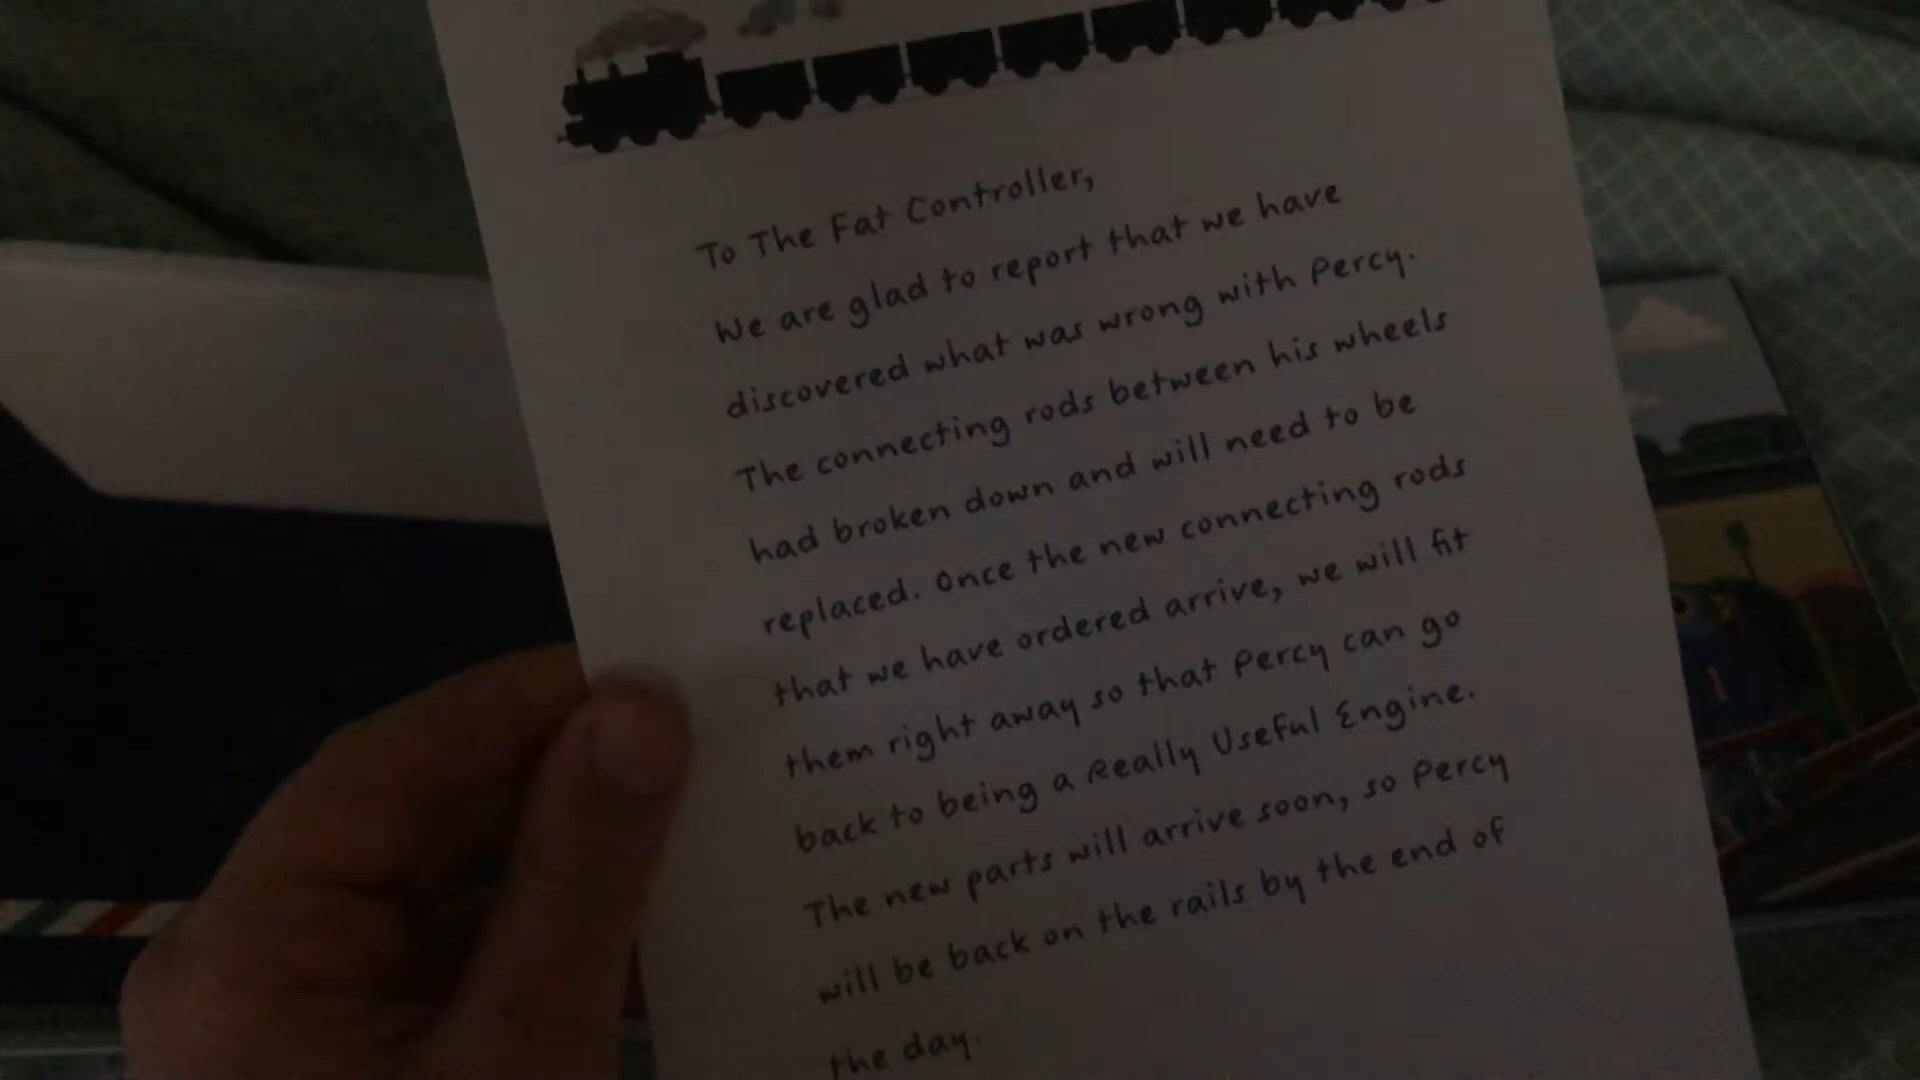 To The Fat Controller,
We are glad to report that we have
discovered what was wrong with Percy.
The connecting rods between his wheels
had broken down and will need to be
replaced. Once the new connecting rods
that we have ordered arrive, we will fit
them right away so that Percy can go
back to being a Really Useful Engine.
The new parts will arrive soon, so Percy
will be back on the rails by the end of
the day.
1